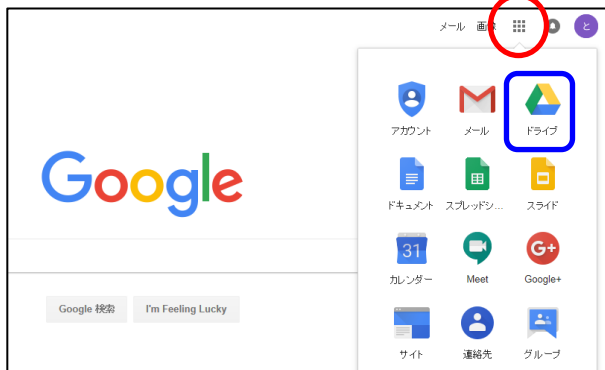 メール 画像 と
アカウント メール ドライブ
Google
ドキュメント スプレッドシ... スライド
31 G+
カレンダー Meet Google+
Google 検索 I'm Feeling Lucky
サイト 連絡先 グループ